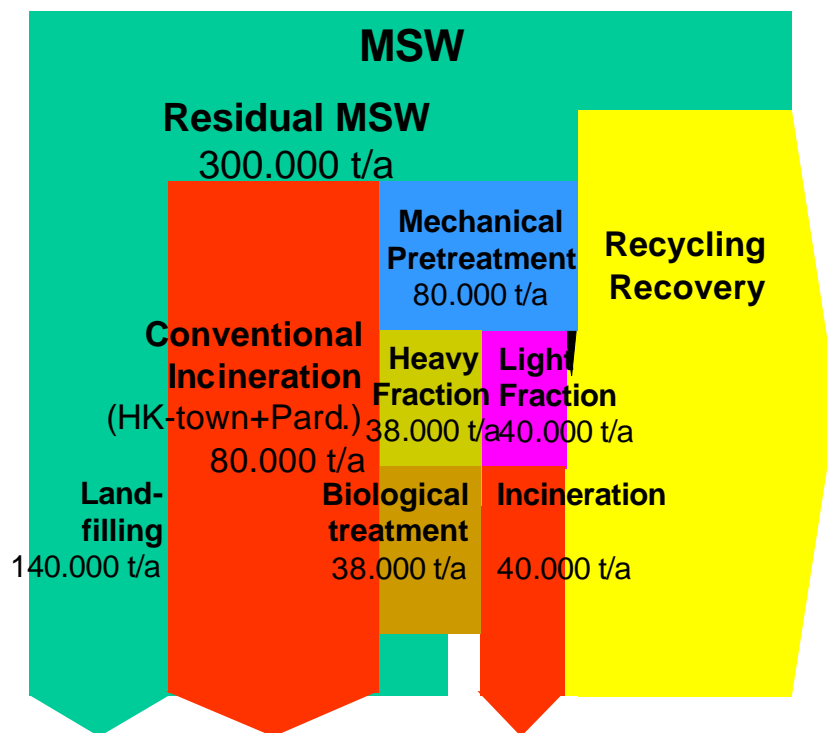 MSW
Residual MSW
300.000 t/a
Mechanical
Pretreatment
80.000 t/a
Recycling
Recovery
Conventional
Incineration
(HK-town+Pard.)
80.000 t/a
Heavy
Fraction
38.000 t/a
Light
Fraction
40.000 t/a
Land-
filling
140.000 t/a
Biological
treatment
38.000 t/a
Incineration
40.000 t/a